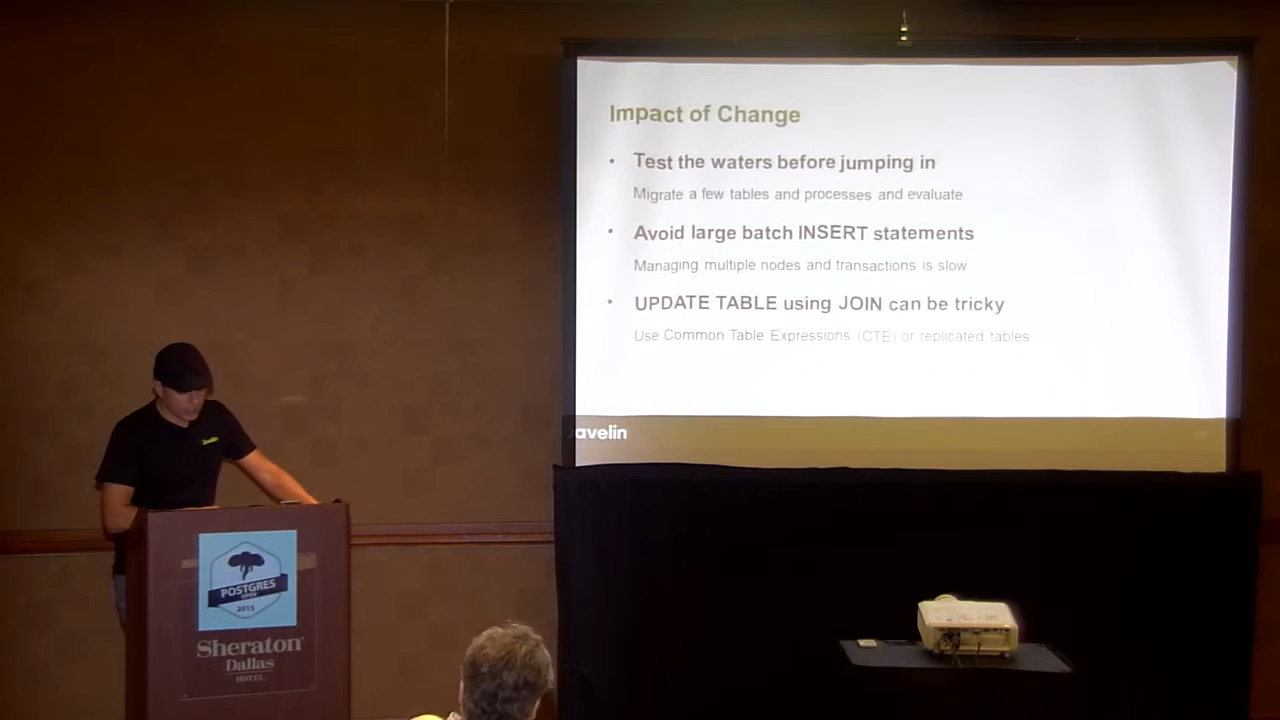 Impact of Change
• Test the waters before jumping in
Migrate a few tables and processes and evaluate
• Avoid large batch INSERT statements
Managing multiple nodes and transactions is slow
• UPDATE TABLE using JOIN can be tricky
Use Common Table Expressions (CTE) or replicated tables
avelin
POSTGRES
OPEN
2015
Sheraton
Dallas
HOTEL